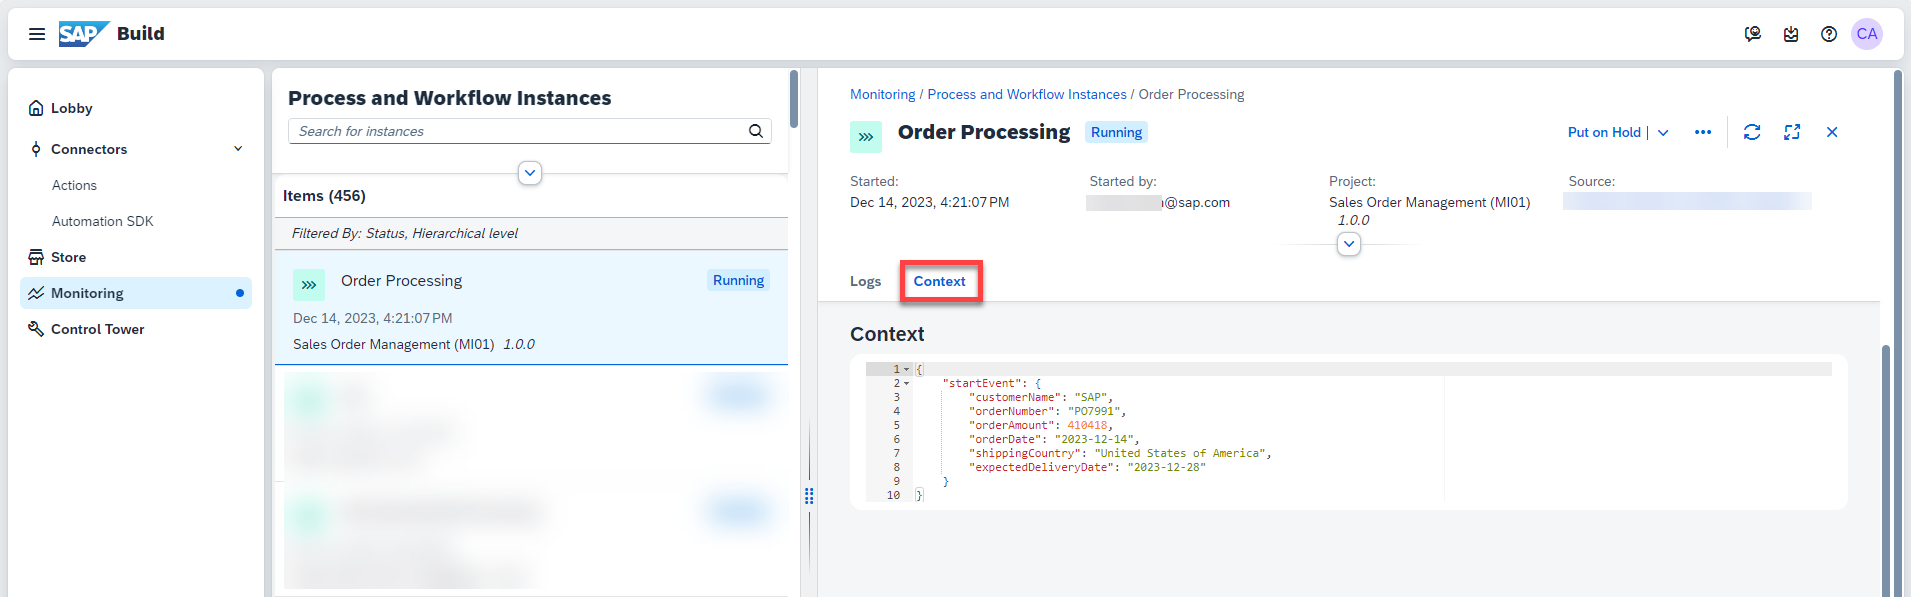 SAP Build
CA
Lobby
Connectors
Actions
Automation SDK
Store
Monitoring
Control Tower
Process and Workflow Instances
Search for instances
Items (456)
Filtered By: Status, Hierarchical level
Order Processing Running
Dec 14, 2023, 4:21:07 PM
Sales Order Management (MI01) 1.0.0
Monitoring / Process and Workflow Instances / Order Processing
Order Processing Running
Put on Hold
Started: Started by: Project: Source:
Dec 14, 2023, 4:21:07 PM @sap.com Sales Order Management (MI01)
1.0.0
Logs Context
Context
1 {
2 "startEvent": {
3 "customerName": "SAP",
4 "orderNumber": "PO7991",
5 "orderAmount": 410418,
6 "orderDate": "2023-12-14",
7 "shippingCountry": "United States of America",
8 "expectedDeliveryDate": "2023-12-28"
9 }
10 }